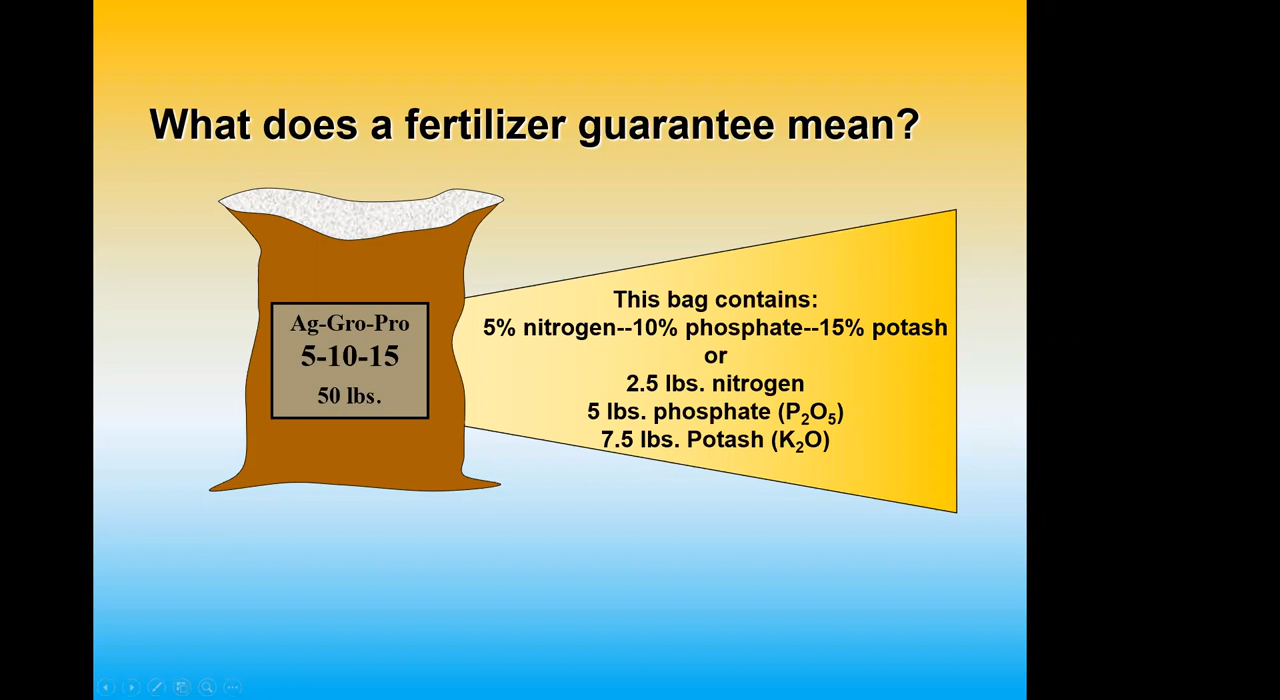 What does a fertilizer guarantee mean?
Ag-Gro-Pro
5-10-15
50 lbs.
This bag contains:
5% nitrogen--10% phosphate--15% potash
or
2.5 lbs. nitrogen
5 lbs. phosphate (P₂O₅)
7.5 lbs. Potash (K₂O)